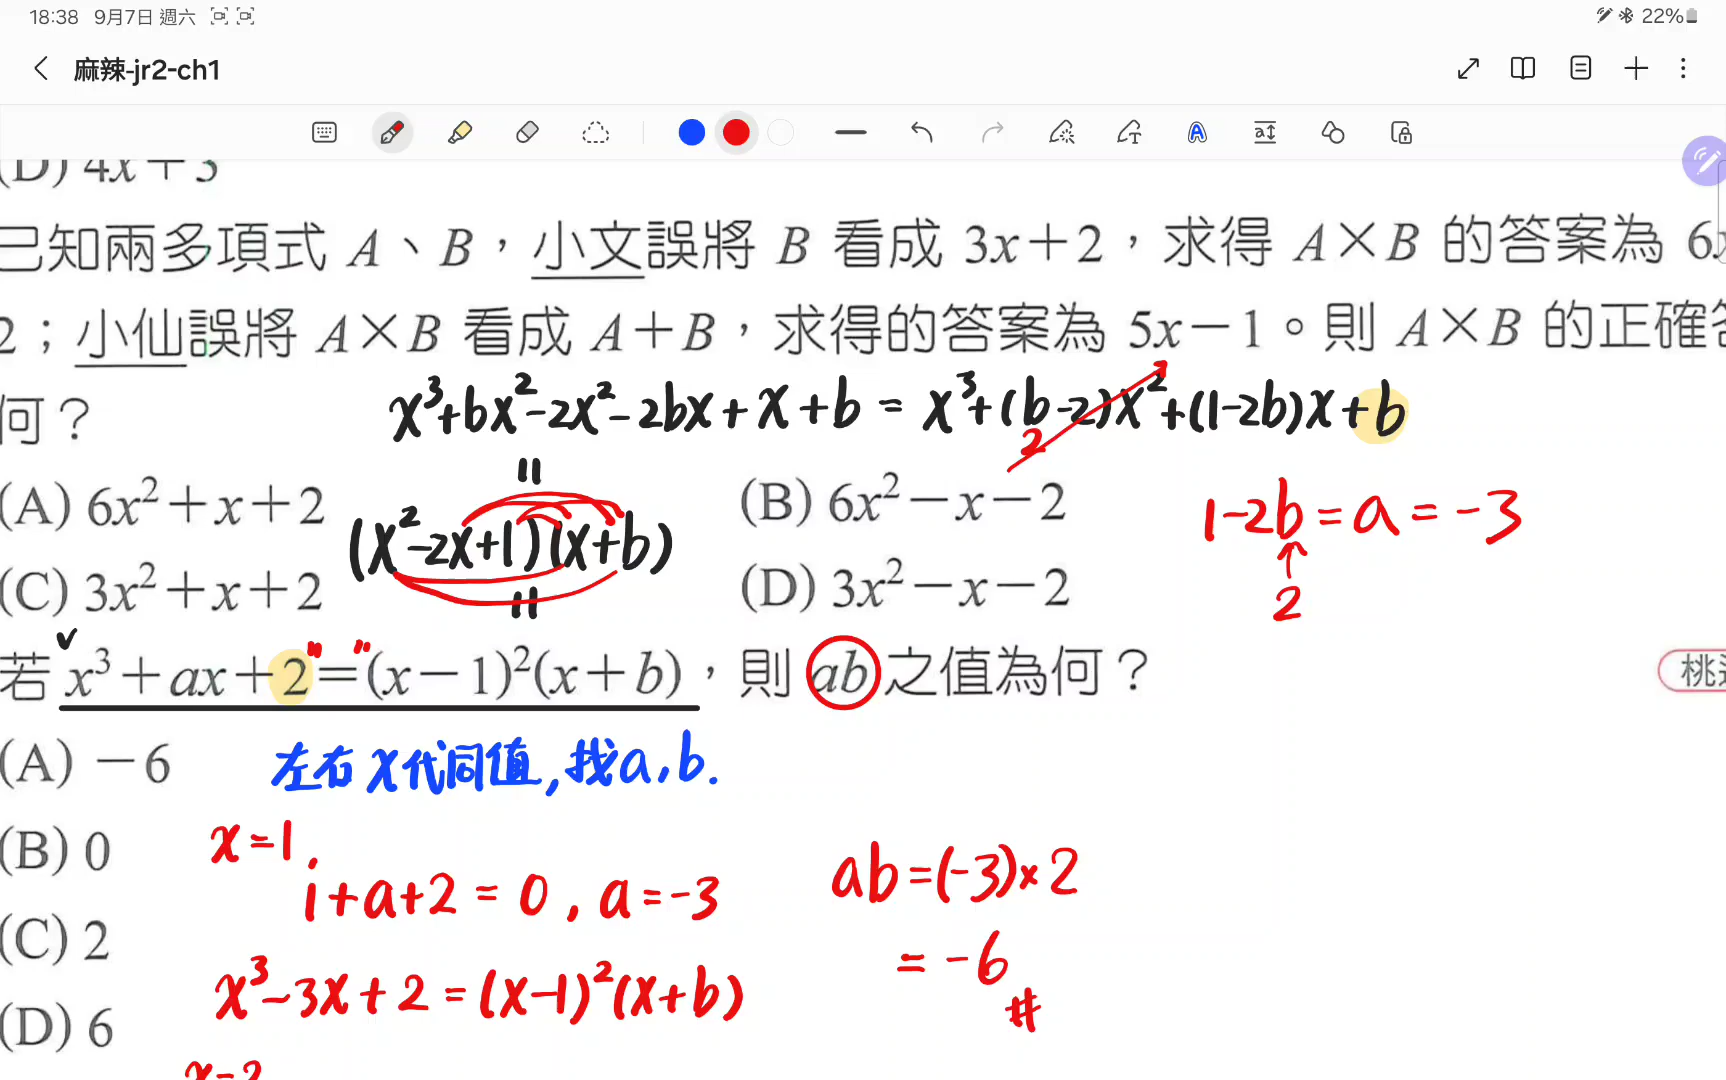 18:38 9月7日 週六 22%
麻辣-jr2-ch1
(D) 4x+3
已知兩多項式 A、B，小文誤將 B 看成 3x+2，求得 A×B 的答案為 6x
2；小仙誤將 A×B 看成 A+B，求得的答案為 5x－1。則 A×B 的正確答
何？
x³+bx²-2x²-2bx+x+b = x³+(b-2)x²+(1-2b)x+b
2
"
(A) 6x²+x+2
(B) 6x²－x－2
1-2b=a=-3
2
(x²-2x+1)(x+b)
"
(C) 3x²+x+2
(D) 3x²－x－2
若 x³+ax+2=(x－1)²(x+b)，則 ab 之值為何？
" "
桃
(A) －6
左右x代同值,找a,b.
(B) 0
x=1,
1+a+2=0, a=-3
ab=(-3)×2
(C) 2
=-6
#
x³-3x+2=(x-1)²(x+b)
(D) 6
x=2